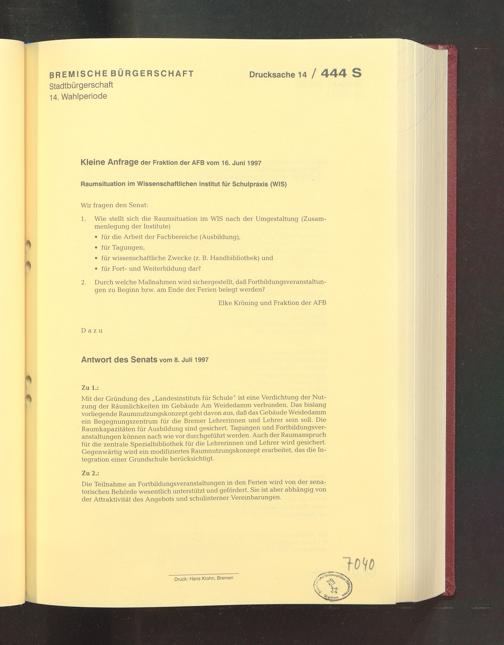 BREMISCHE BÜRGERSCHAFT
Stadtbürgerschaft
14. Wahlperiode
Drucksache 14 / 444 S
Kleine Anfrage der Fraktion der AFB vom 16. Juni 1997
Raumsituation im Wissenschaftlichen Institut für Schulpraxis (WIS)
Wir fragen den Senat:
1. Wie stellt sich die Raumsituation im WIS nach der Umgestaltung (Zusam-
menlegung der Institute)
• für die Arbeit der Fachbereiche (Ausbildung),
• für Tagungen,
• für wissenschaftliche Zwecke (z. B. Handbibliothek) und
• für Fort- und Weiterbildung dar?
2. Durch welche Maßnahmen wird sichergestellt, daß Fortbildungsveranstaltun-
gen zu Beginn bzw. am Ende der Ferien belegt werden?
Elke Kröning und Fraktion der AFB
Dazu
Antwort des Senats vom 8. Juli 1997
Zu 1.:
Mit der Gründung des „Landesinstituts für Schule" ist eine Verdichtung der Nut-
zung der Räumlichkeiten im Gebäude Am Weidedamm verbunden. Das bislang
vorliegende Raumnutzungskonzept geht davon aus, daß das Gebäude Weidedamm
ein Begegnungszentrum für die Bremer Lehrerinnen und Lehrer sein soll. Die
Raumkapazitäten für Ausbildung sind gesichert. Tagungen und Fortbildungsver-
anstaltungen können nach wie vor durchgeführt werden. Auch der Raumanspruch
für die zentrale Spezialbibliothek für die Lehrerinnen und Lehrer wird gesichert.
Gegenwärtig wird ein modifiziertes Raumnutzungskonzept erarbeitet, das die In-
tegration einer Grundschule berücksichtigt.
Zu 2.:
Die Teilnahme an Fortbildungsveranstaltungen in den Ferien wird von der sena-
torischen Behörde wesentlich unterstützt und gefördert. Sie ist aber abhängig von
der Attraktivität des Angebots und schulinterner Vereinbarungen.
7040
Druck: Hans Krohn, Bremen